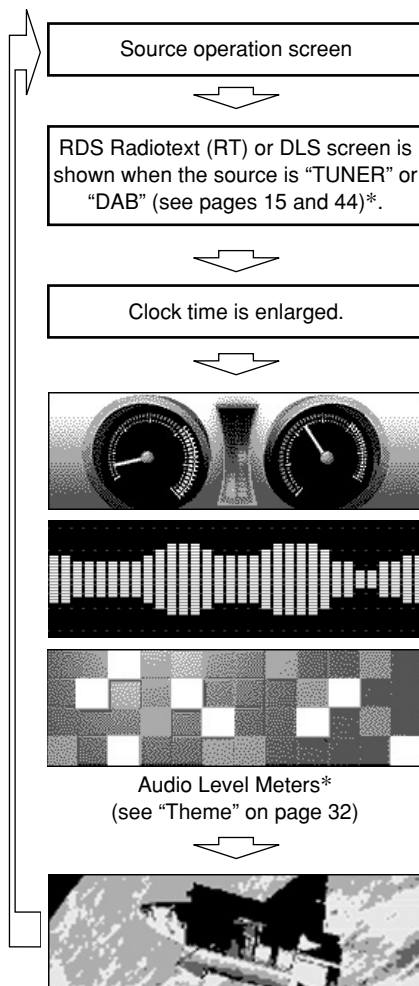 Source operation screen
RDS Radiotext (RT) or DLS screen is
shown when the source is “TUNER” or
“DAB” (see pages 15 and 44)*.
Clock time is enlarged.
Audio Level Meters*
(see “Theme” on page 32)